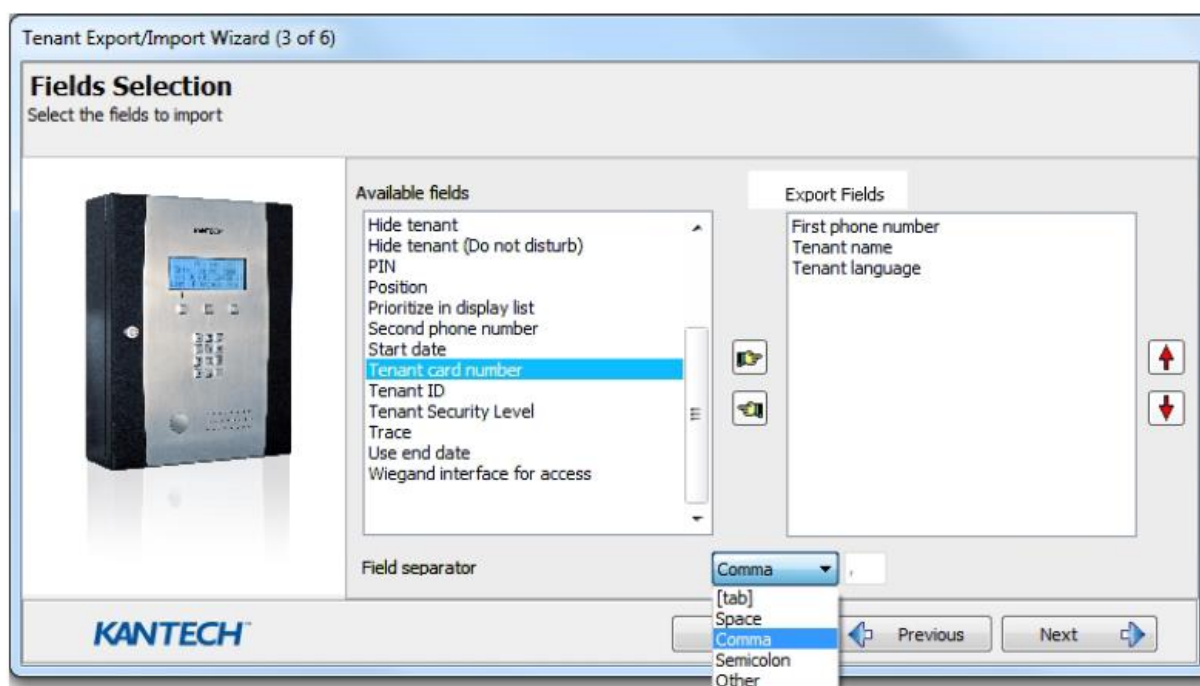 Tenant Export/Import Wizard (3 of 6)
Fields Selection
Select the fields to import
Available fields
Hide tenant
Hide tenant (Do not disturb)
PIN
Position
Prioritize in display list
Second phone number
Start date
Tenant card number
Tenant ID
Tenant Security Level
Trace
Use end date
Wiegand interface for access
Export Fields
First phone number
Tenant name
Tenant language
Field separator
Comma
,
[tab]
Space
Comma
Semicolon
Other
KANTECH
Previous
Next